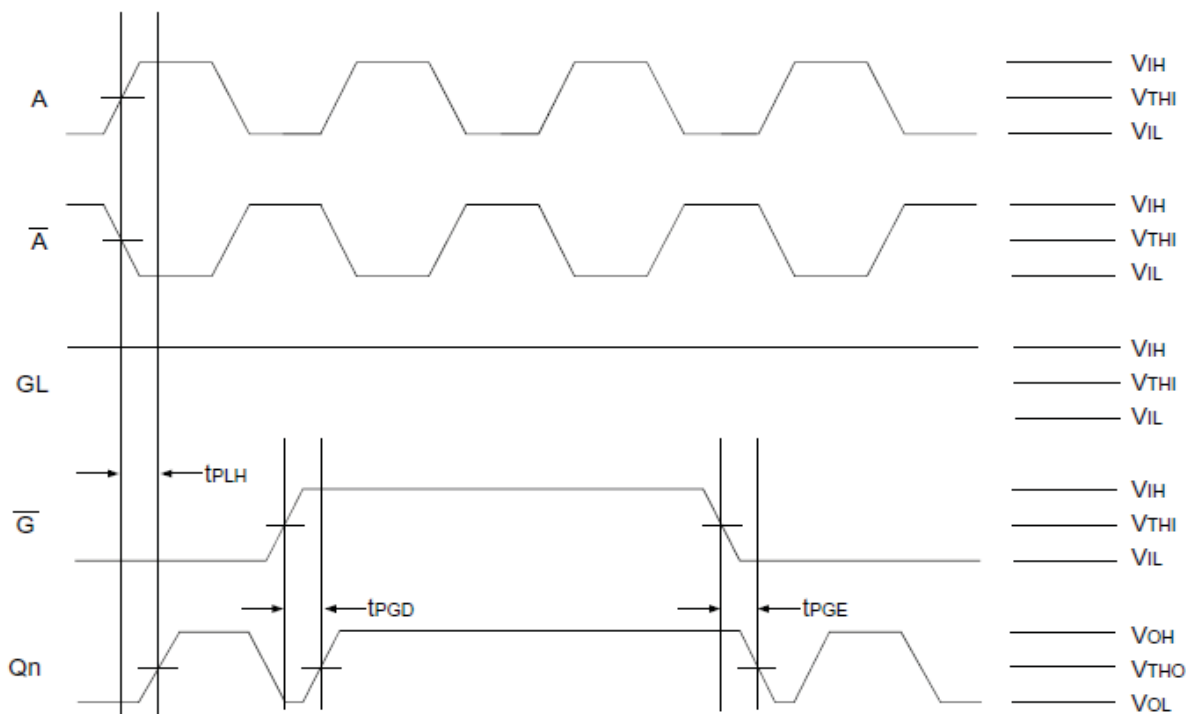 A
VIH
VTHI
VIL
A̅
VIH
VTHI
VIL
GL
VIH
VTHI
VIL
tPLH
G̅
VIH
VTHI
VIL
tPGD
tPGE
Qn
VOH
VTHO
VOL